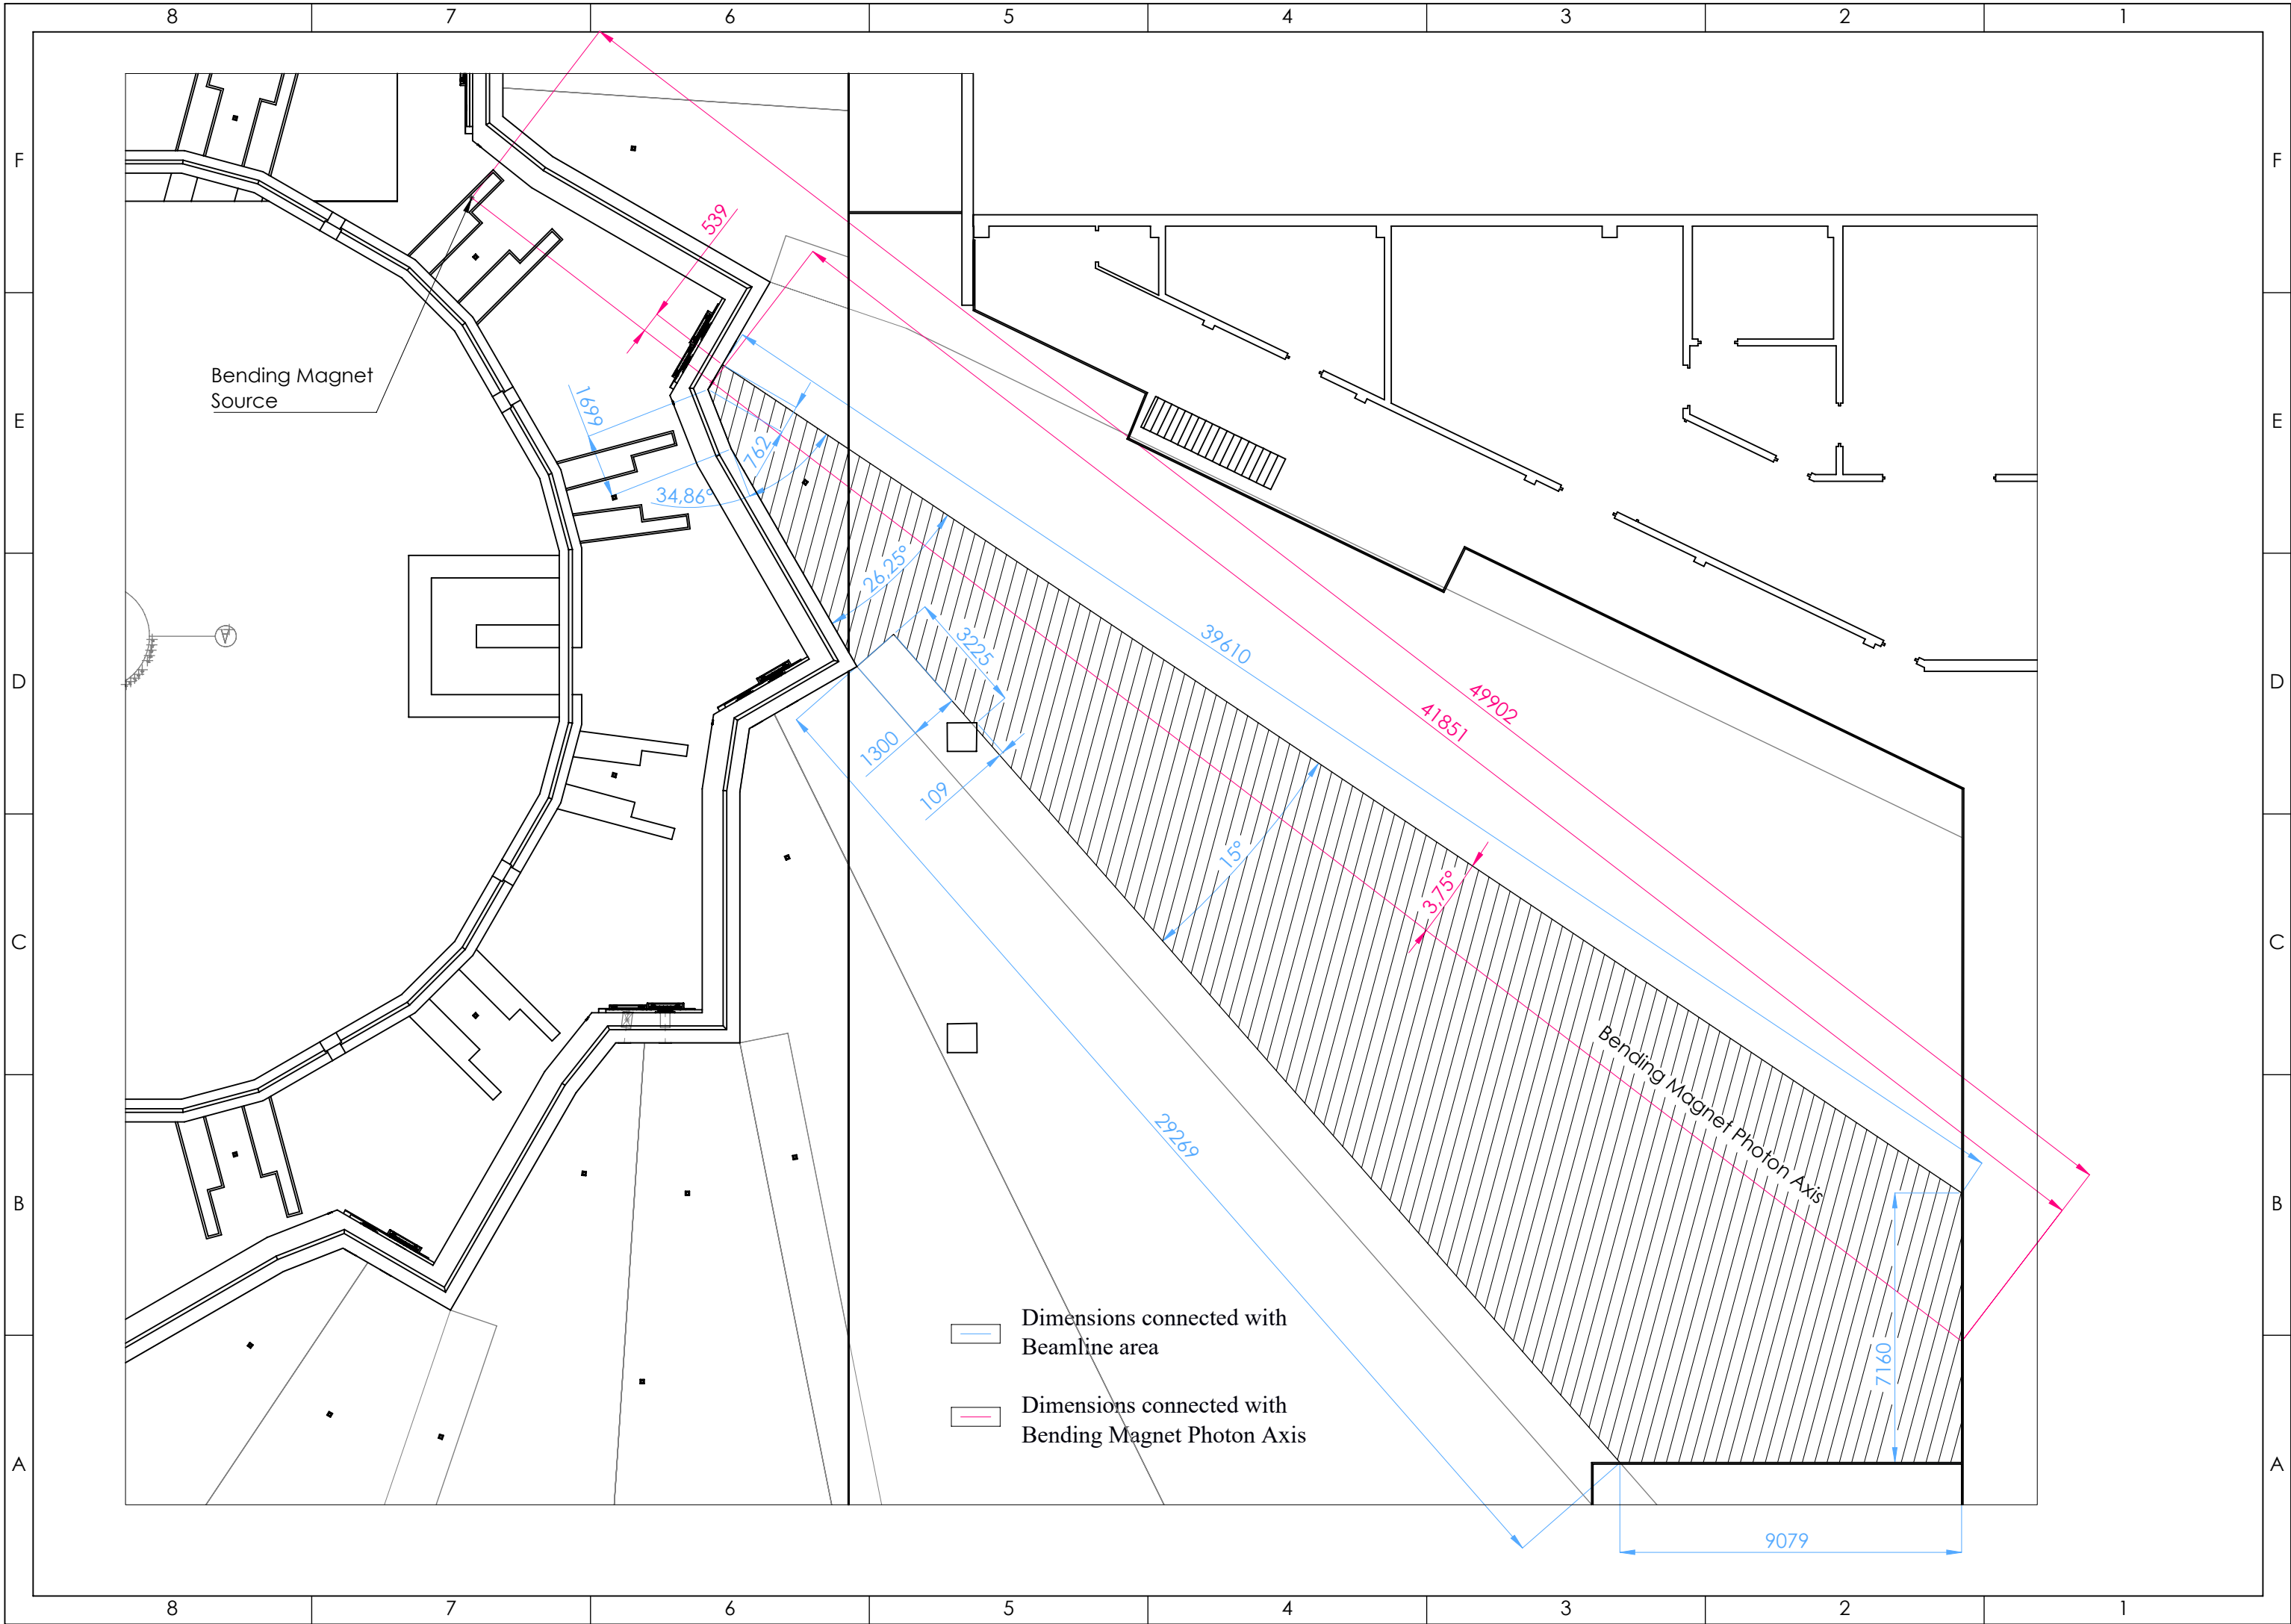 8 7 6 5 4 3 2 1
F F
539
Bending Magnet
Source
E E
1699
762
34,86°
26,25°
3225
39610
49902
41851
A
D D
1300
109
15°
3,75°
C C
Bending Magnet Photon Axis
29269
B B
7160
Dimensions connected with
Beamline area
Dimensions connected with
Bending Magnet Photon Axis
A A
9079
8 7 6 5 4 3 2 1